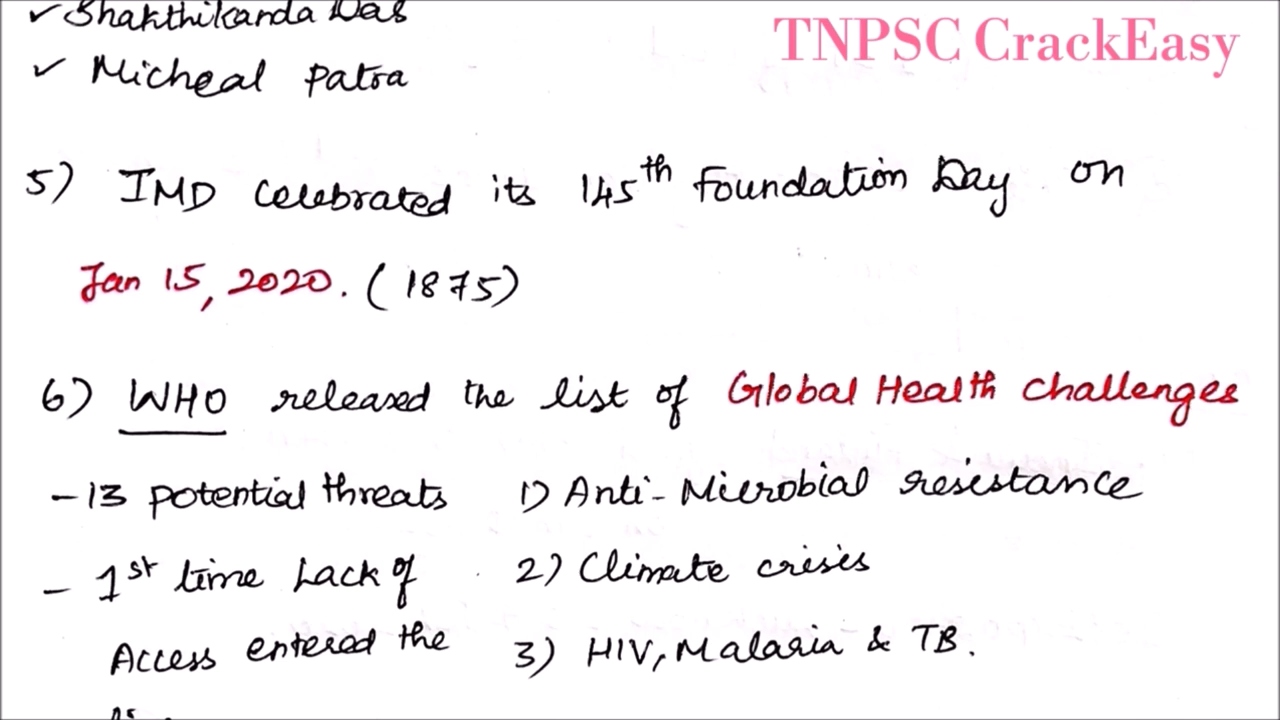 ✓ Shakthikanda Das
TNPSC CrackEasy
✓ Micheal Patra
5) IMD celebrated its 145th Foundation Day on
Jan 15, 2020. (1875)
6) WHO released the list of Global Health Challenges
- 13 potential threats
- 1st time Lack of
Access entered the
1) Anti-Microbial resistance
2) Climate crisis
3) HIV, Malaria & TB.